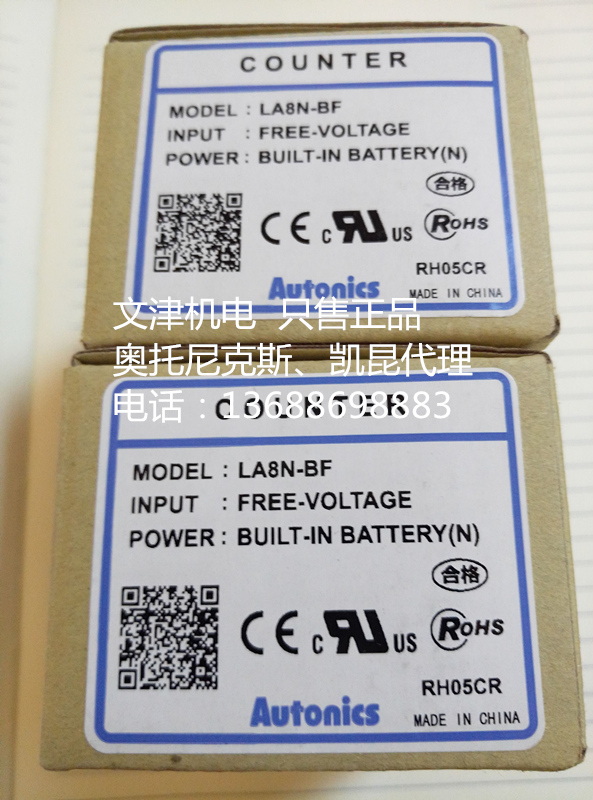 COUNTER
MODEL : LA8N-BF
INPUT : FREE-VOLTAGE
POWER : BUILT-IN BATTERY(N)
合格
CE c RU US RoHS
RH05CR
Autonics MADE IN CHINA
文津机电 只售正品
奥托尼克斯、凯昆代理
电话：13688698883
COUNTER
MODEL : LA8N-BF
INPUT : FREE-VOLTAGE
POWER : BUILT-IN BATTERY(N)
合格
CE c RU US RoHS
RH05CR
Autonics MADE IN CHINA